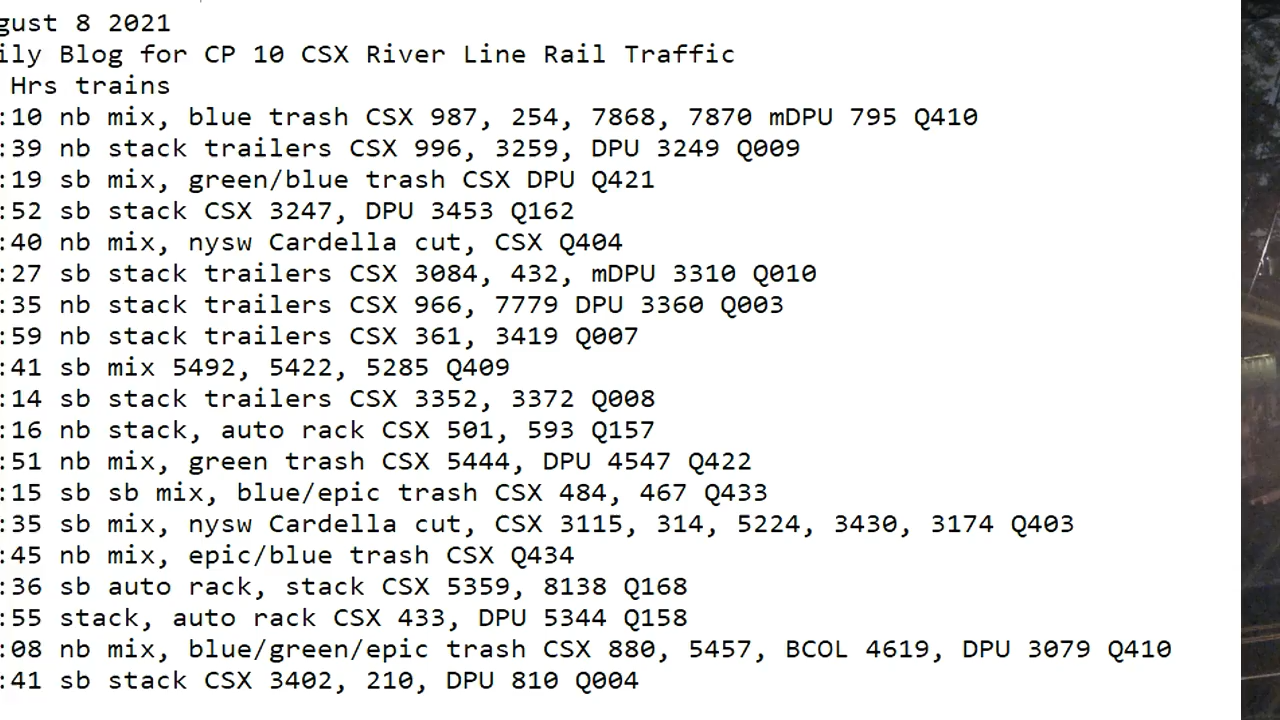 gust 8 2021
ily Blog for CP 10 CSX River Line Rail Traffic
Hrs trains
:10 nb mix, blue trash CSX 987, 254, 7868, 7870 mDPU 795 Q410
:39 nb stack trailers CSX 996, 3259, DPU 3249 Q009
:19 sb mix, green/blue trash CSX DPU Q421
:52 sb stack CSX 3247, DPU 3453 Q162
:40 nb mix, nysw Cardella cut, CSX Q404
:27 sb stack trailers CSX 3084, 432, mDPU 3310 Q010
:35 nb stack trailers CSX 966, 7779 DPU 3360 Q003
:59 nb stack trailers CSX 361, 3419 Q007
:41 sb mix 5492, 5422, 5285 Q409
:14 sb stack trailers CSX 3352, 3372 Q008
:16 nb stack, auto rack CSX 501, 593 Q157
:51 nb mix, green trash CSX 5444, DPU 4547 Q422
:15 sb sb mix, blue/epic trash CSX 484, 467 Q433
:35 sb mix, nysw Cardella cut, CSX 3115, 314, 5224, 3430, 3174 Q403
:45 nb mix, epic/blue trash CSX Q434
:36 sb auto rack, stack CSX 5359, 8138 Q168
:55 stack, auto rack CSX 433, DPU 5344 Q158
:08 nb mix, blue/green/epic trash CSX 880, 5457, BCOL 4619, DPU 3079 Q410
:41 sb stack CSX 3402, 210, DPU 810 Q004